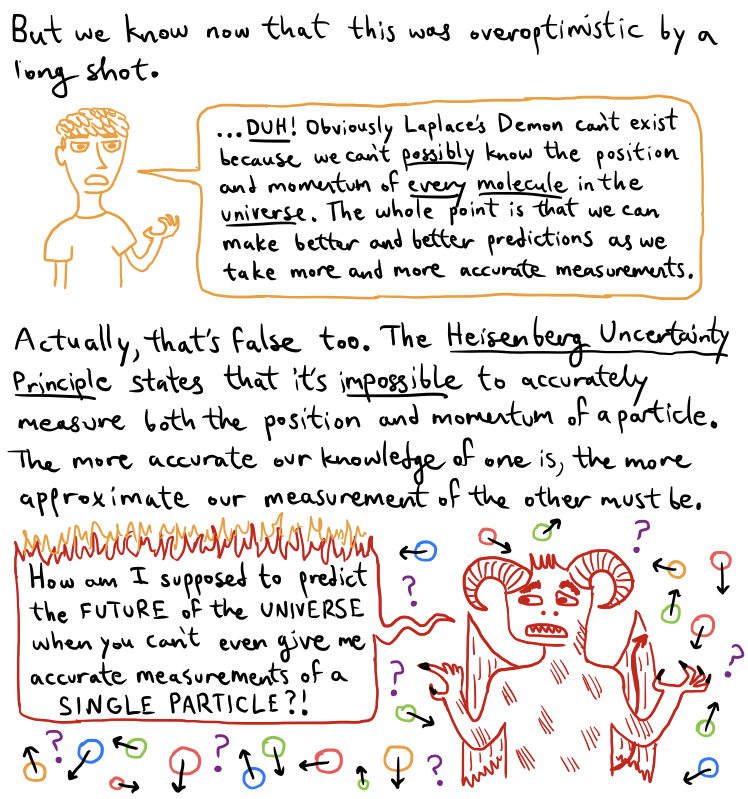 But we know now that this was overoptimistic by a
long shot.
...DUH! Obviously Laplace's Demon can't exist
because we can't possibly know the position
and momentum of every molecule in the
universe. The whole point is that we can
make better and better predictions as we
take more and more accurate measurements.
Actually, that's false too. The Heisenberg Uncertainty
Principle states that it's impossible to accurately
measure both the position and momentum of a particle.
The more accurate our knowledge of one is, the more
approximate our measurement of the other must be.
How am I supposed to predict
the FUTURE of the UNIVERSE
when you can't even give me
accurate measurements of a
SINGLE PARTICLE?!
?
?
?
?
?
?
?